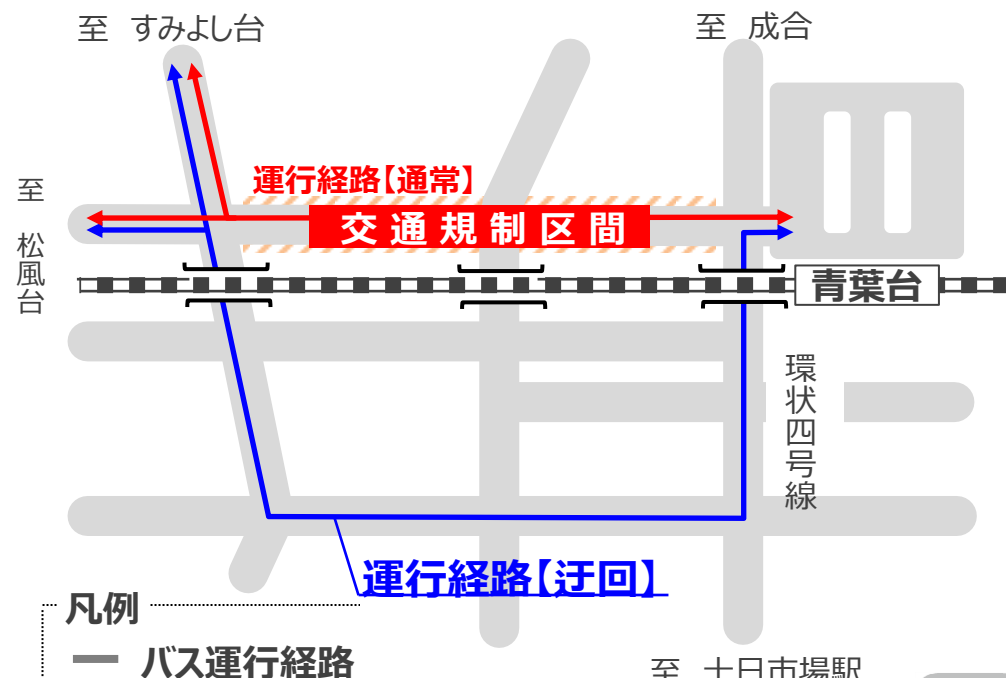 至 すみよし台
至 成合
運行経路【通常】
交通規制区間
至 松風台
青葉台
環状四号線
運行経路【迂回】
凡例
バス運行経路
至 十日市場駅